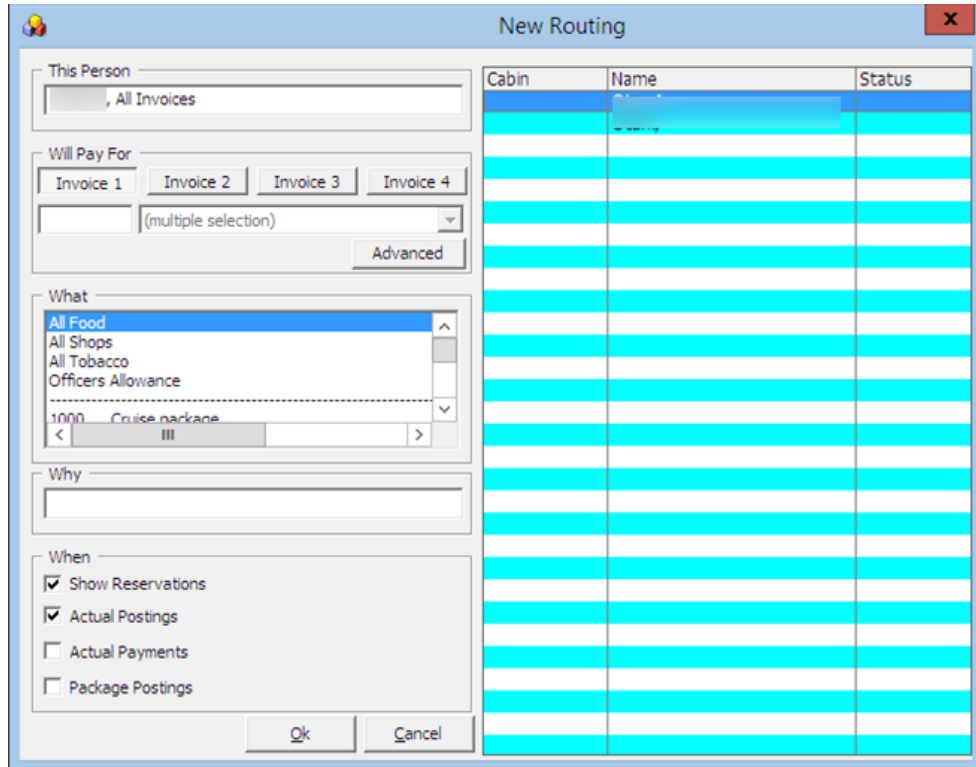 New Routing
x
This Person
, All Invoices
Will Pay For
Invoice 1 Invoice 2 Invoice 3 Invoice 4
(multiple selection)
Advanced
What
All Food
All Shops
All Tobacco
Officers Allowance
1000 Cruise package
Why
When
Show Reservations
Actual Postings
Actual Payments
Package Postings
Ok Cancel
Cabin Name Status